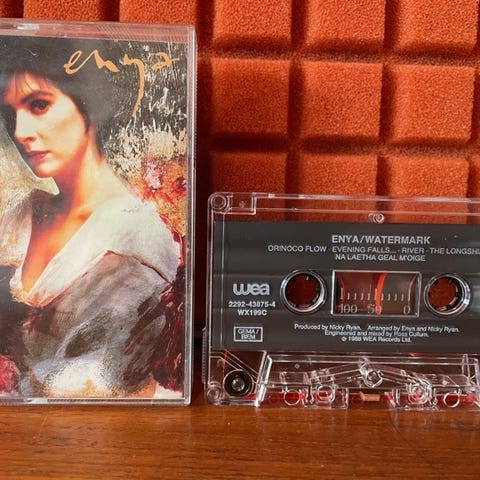 enya
ENYA/WATERMARK
ORINOCO FLOW · EVENING FALLS... · RIVER · THE LONGSHI
NA LAETHA GEAL M'OIGE
wea
2292-43875-4
WX199C
100 50 0
GEMA/
BIEM
Produced by Nicky Ryan. Arranged by Enya and Nicky Ryan.
Engineered and mixed by Ross Cullum.
℗ 1988 WEA Records Ltd.